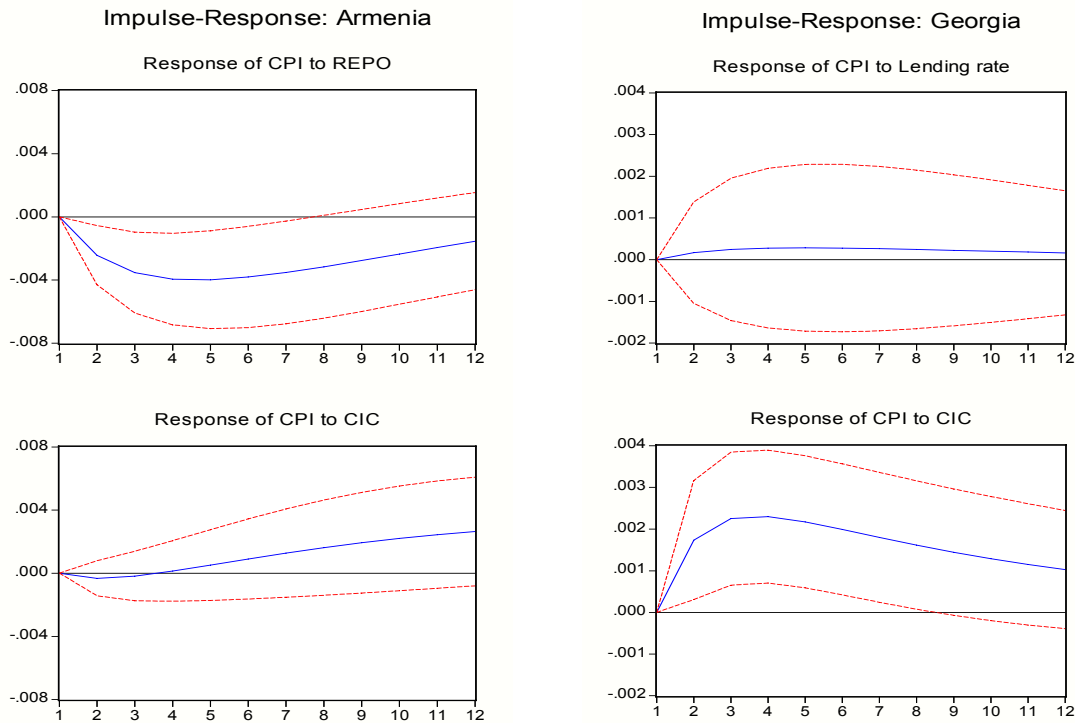 Impulse-Response: Armenia
Response of CPI to REPO
.008
.004
.000
-.004
-.008
1 2 3 4 5 6 7 8 9 10 11 12
Response of CPI to CIC
.008
.004
.000
-.004
-.008
1 2 3 4 5 6 7 8 9 10 11 12
Impulse-Response: Georgia
Response of CPI to Lending rate
.004
.003
.002
.001
.000
-.001
-.002
1 2 3 4 5 6 7 8 9 10 11 12
Response of CPI to CIC
.004
.003
.002
.001
.000
-.001
-.002
1 2 3 4 5 6 7 8 9 10 11 12